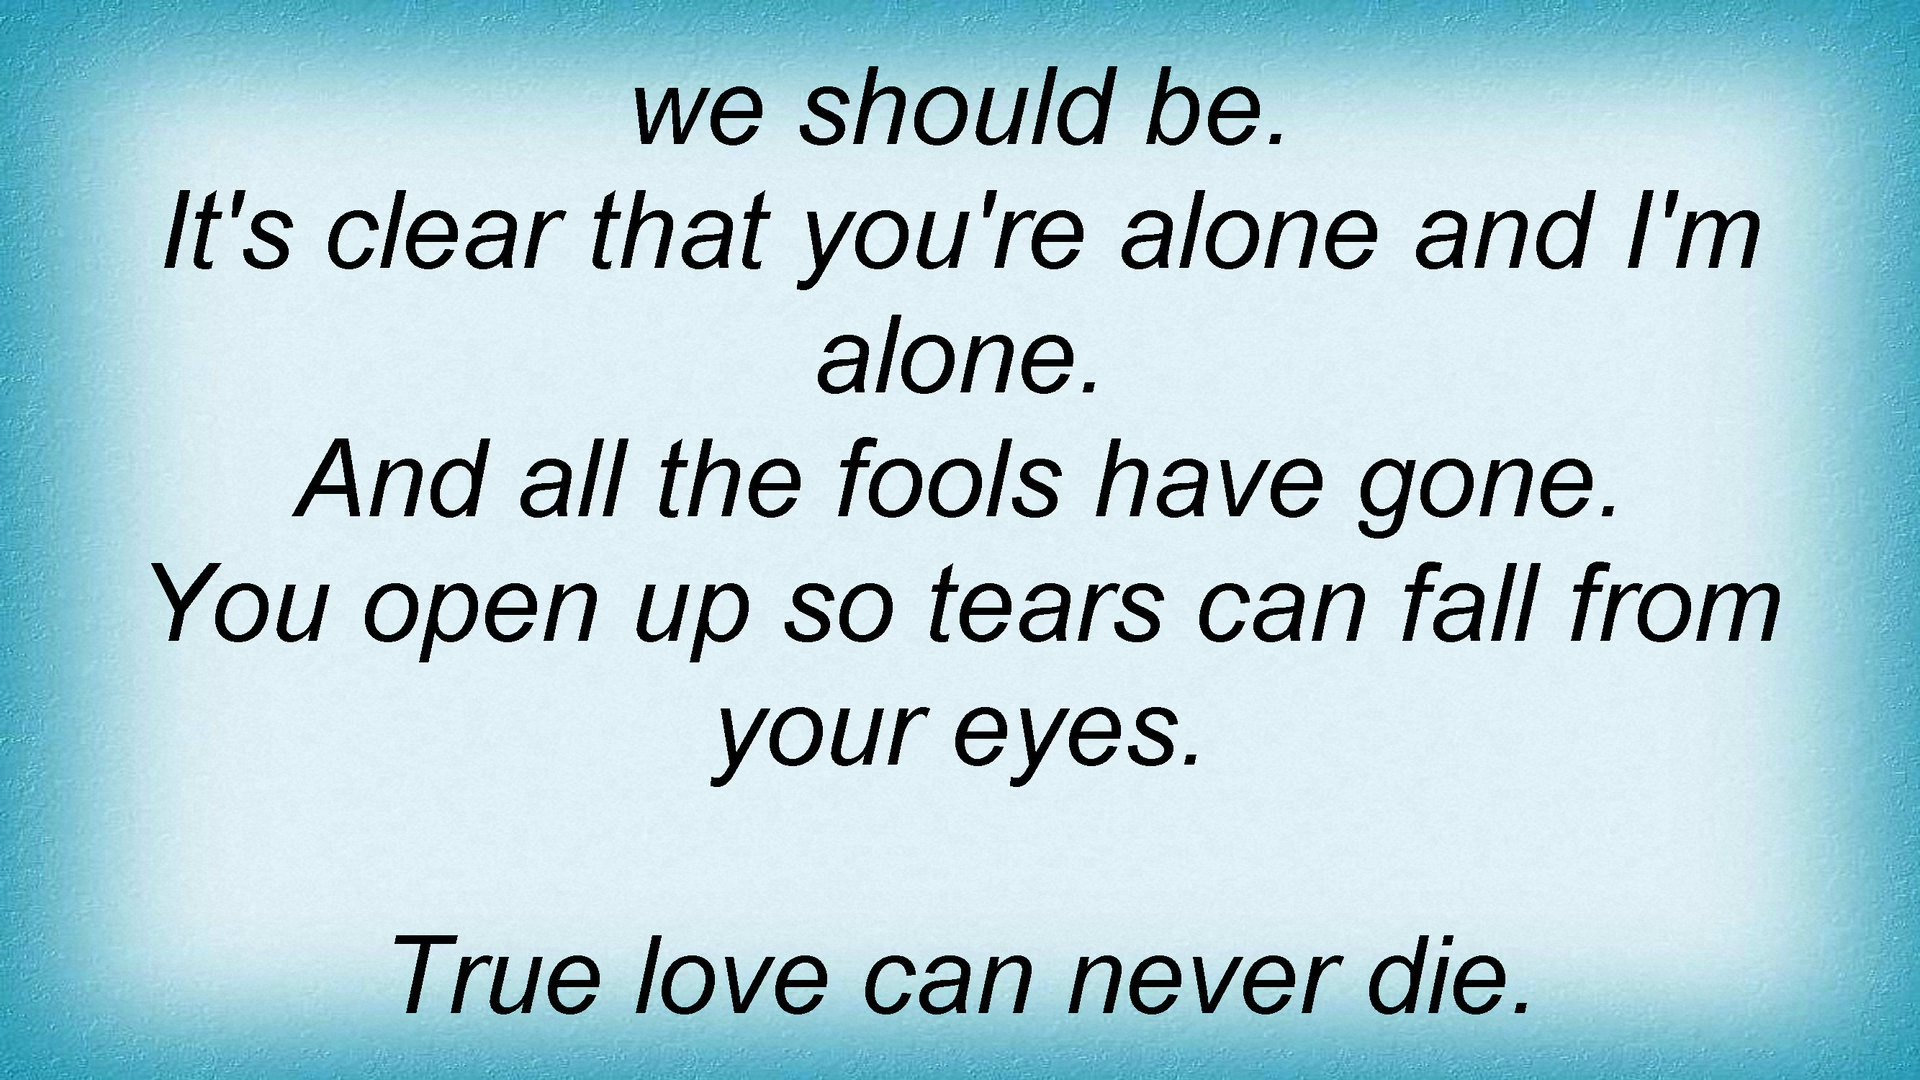 we should be.
It's clear that you're alone and I'm
alone.
And all the fools have gone.
You open up so tears can fall from
your eyes.
True love can never die.